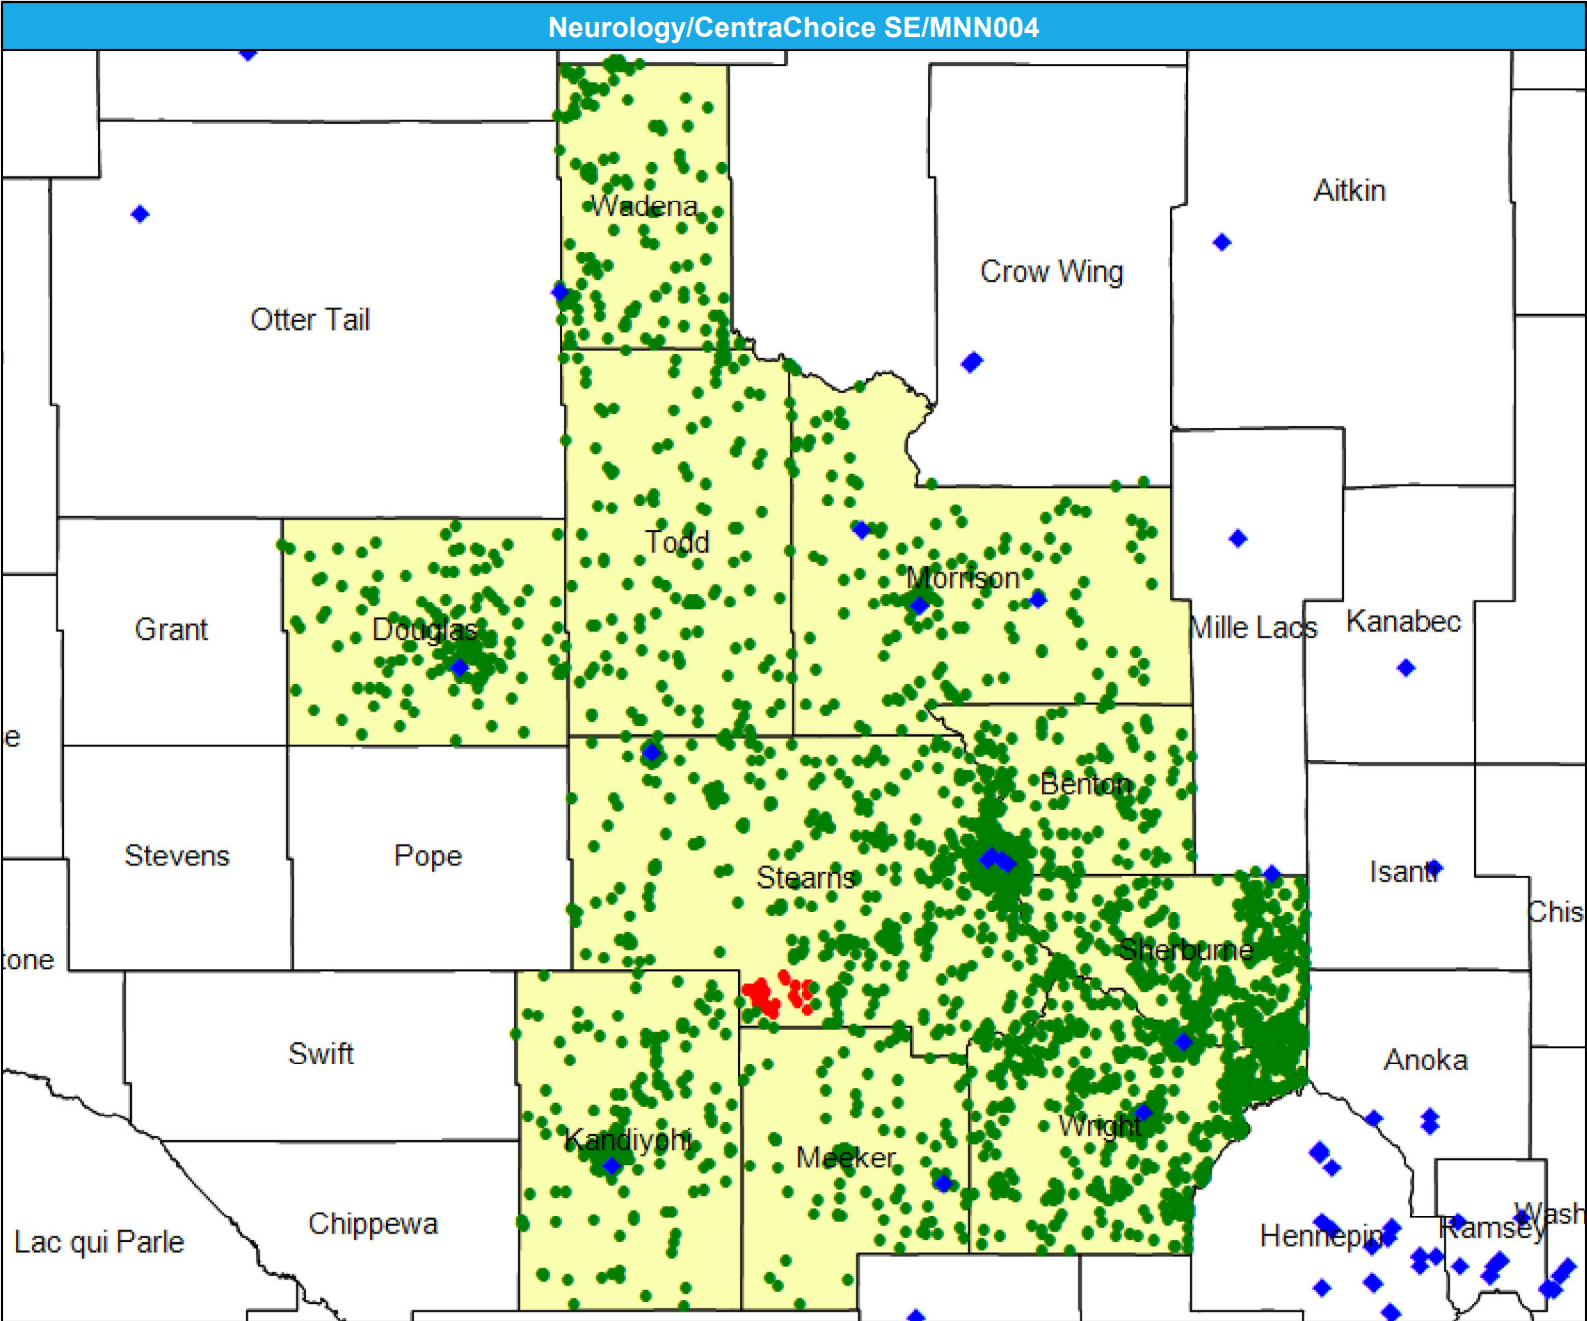 Neurology/CentraChoice SE/MNN004
Aitkin
Wadena
Crow Wing
Otter Tail
Todd
Morrison
Mille Lacs
Kanabec
Grant
Douglas
e
Benton
Stevens
Pope
Stearns
Isanti
Chis
tone
Sherburne
Swift
Anoka
Kandiyohi
Wright
Meeker
Lac qui Parle
Chippewa
Hennepin
Ramsey
Wash